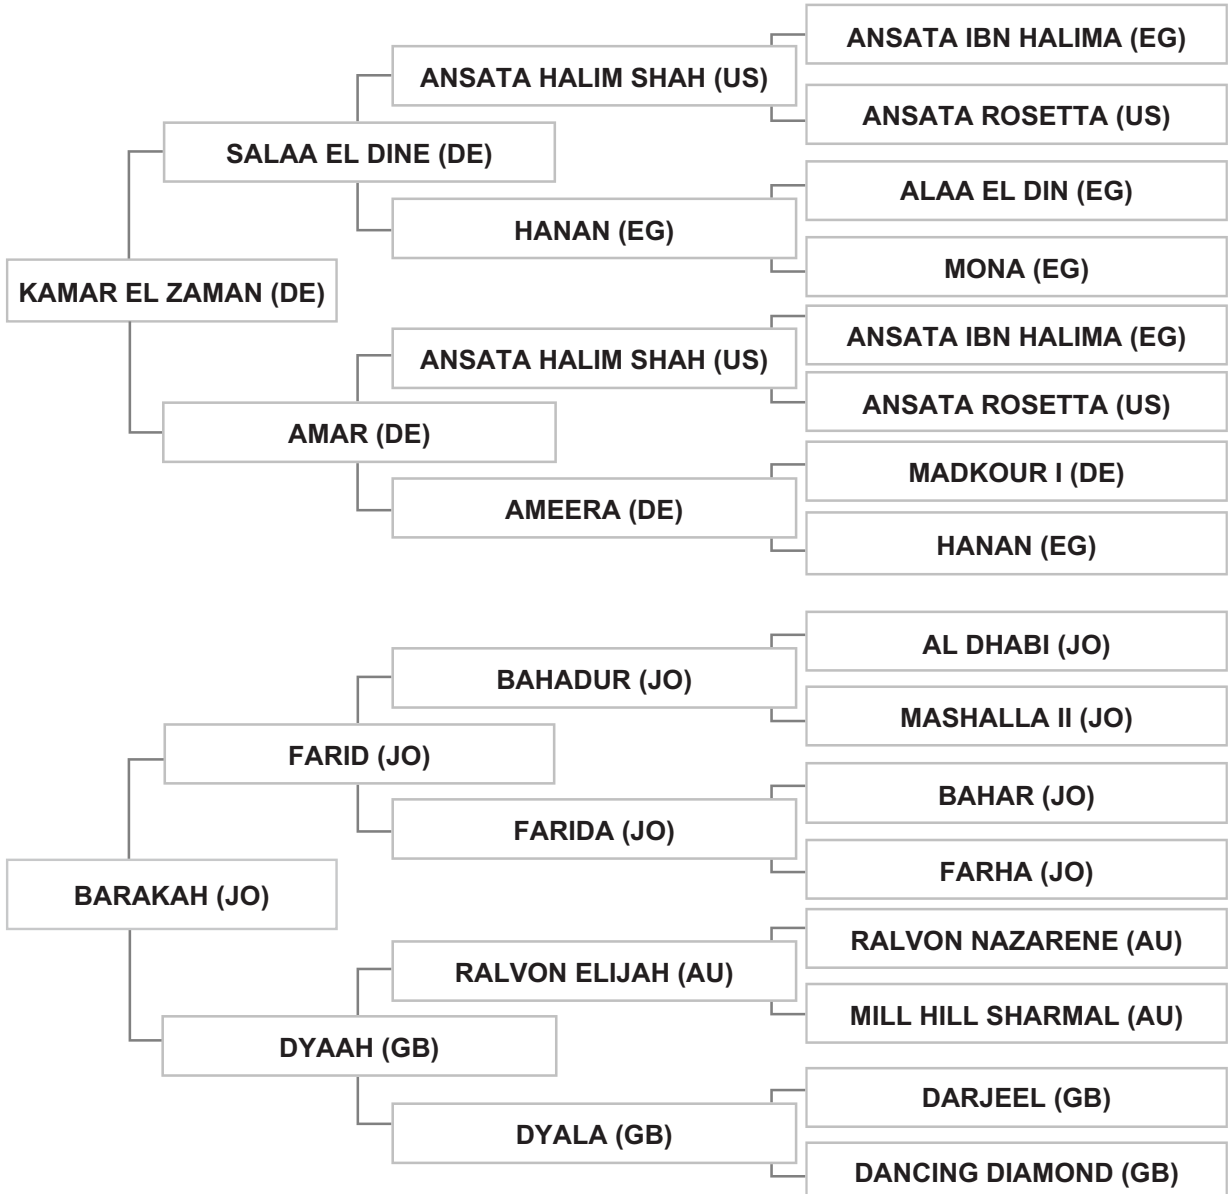 ANSATA IBN HALIMA (EG)
ANSATA HALIM SHAH (US)
ANSATA ROSETTA (US)
SALAA EL DINE (DE)
ALAA EL DIN (EG)
HANAN (EG)
MONA (EG)
KAMAR EL ZAMAN (DE)
ANSATA IBN HALIMA (EG)
ANSATA HALIM SHAH (US)
ANSATA ROSETTA (US)
AMAR (DE)
MADKOUR I (DE)
AMEERA (DE)
HANAN (EG)
AL DHABI (JO)
BAHADUR (JO)
MASHALLA II (JO)
FARID (JO)
BAHAR (JO)
FARIDA (JO)
FARHA (JO)
BARAKAH (JO)
RALVON NAZARENE (AU)
RALVON ELIJAH (AU)
MILL HILL SHARMAL (AU)
DYAAH (GB)
DARJEEL (GB)
DYALA (GB)
DANCING DIAMOND (GB)